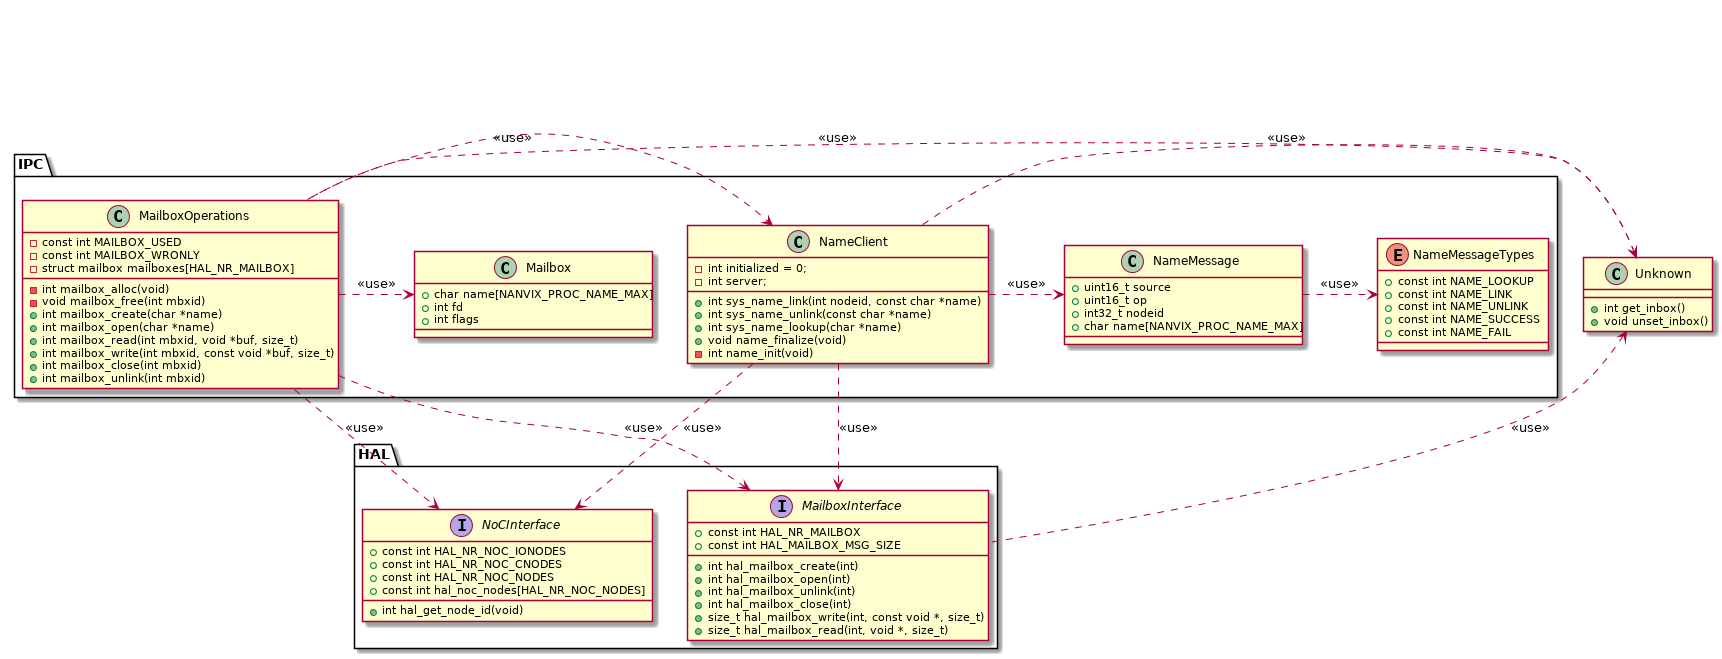 «use»
«use»
«use»
IPC
MailboxOperations
const int MAILBOX_USED
const int MAILBOX_WRONLY
struct mailbox mailboxes[HAL_NR_MAILBOX]
int mailbox_alloc(void)
void mailbox_free(int mbxid)
int mailbox_create(char *name)
int mailbox_open(char *name)
int mailbox_read(int mbxid, void *buf, size_t)
int mailbox_write(int mbxid, const void *buf, size_t)
int mailbox_close(int mbxid)
int mailbox_unlink(int mbxid)
«use»
C
Mailbox
char name[NANVIX_PROC_NAME_MAX]
int fd
int flags
C
NameClient
int initialized = 0;
int server;
int sys_name_link(int nodeid, const char *name)
int sys_name_unlink(const char *name)
int sys_name_lookup(char *name)
void name_finalize(void)
int name_init(void)
C
«use»
C
NameMessage
uint16_t source
uint16_t op
int32_t nodeid
char name[NANVIX_PROC_NAME_MAX]
«use»
E
NameMessageTypes
const int NAME_LOOKUP
const int NAME_LINK
const int NAME_UNLINK
const int NAME_SUCCESS
const int NAME_FAIL
C
Unknown
int get_inbox()
void unset_inbox()
«use»
«use»
«use»
«use»
«use»
HAL
I
NoCInterface
const int HAL_NR_NOC_IONODES
const int HAL_NR_NOC_CNODES
const int HAL_NR_NOC_NODES
const int hal_noc_nodes[HAL_NR_NOC_NODES]
int hal_get_node_id(void)
I
MailboxInterface
const int HAL_NR_MAILBOX
const int HAL_MAILBOX_MSG_SIZE
int hal_mailbox_create(int)
int hal_mailbox_open(int)
int hal_mailbox_unlink(int)
int hal_mailbox_close(int)
size_t hal_mailbox_write(int, const void *, size_t)
size_t hal_mailbox_read(int, void *, size_t)